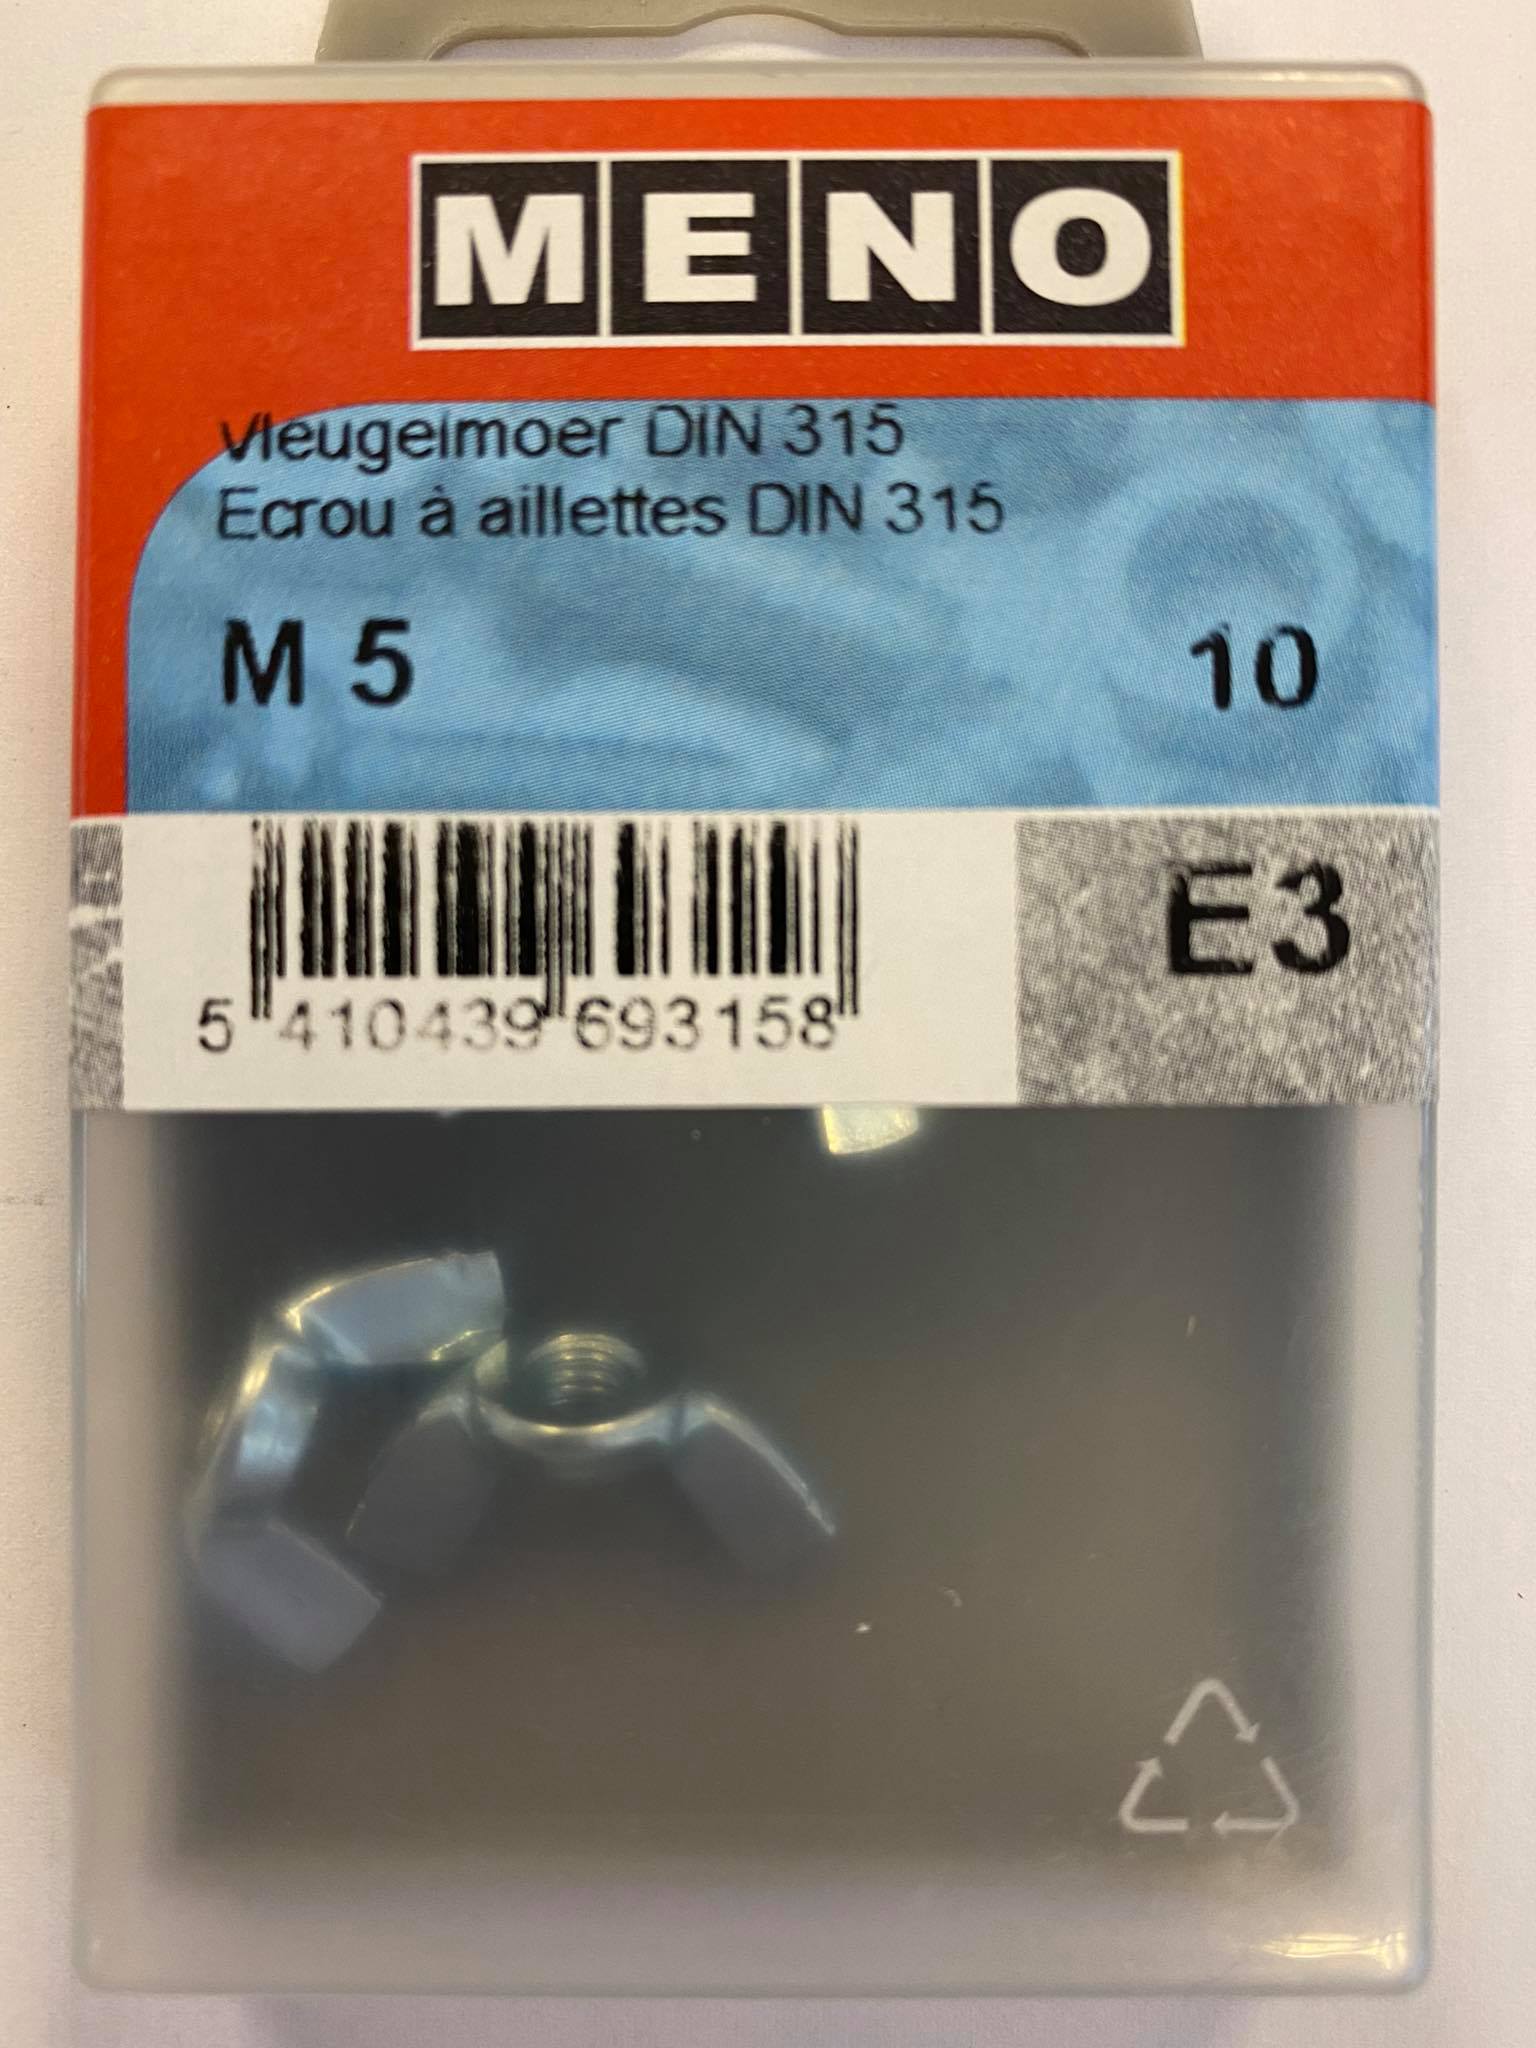 MENO
Vleugelmoer DIN 315
Ecrou à aillettes DIN 315
M 5 10
E3
5 410439 693158